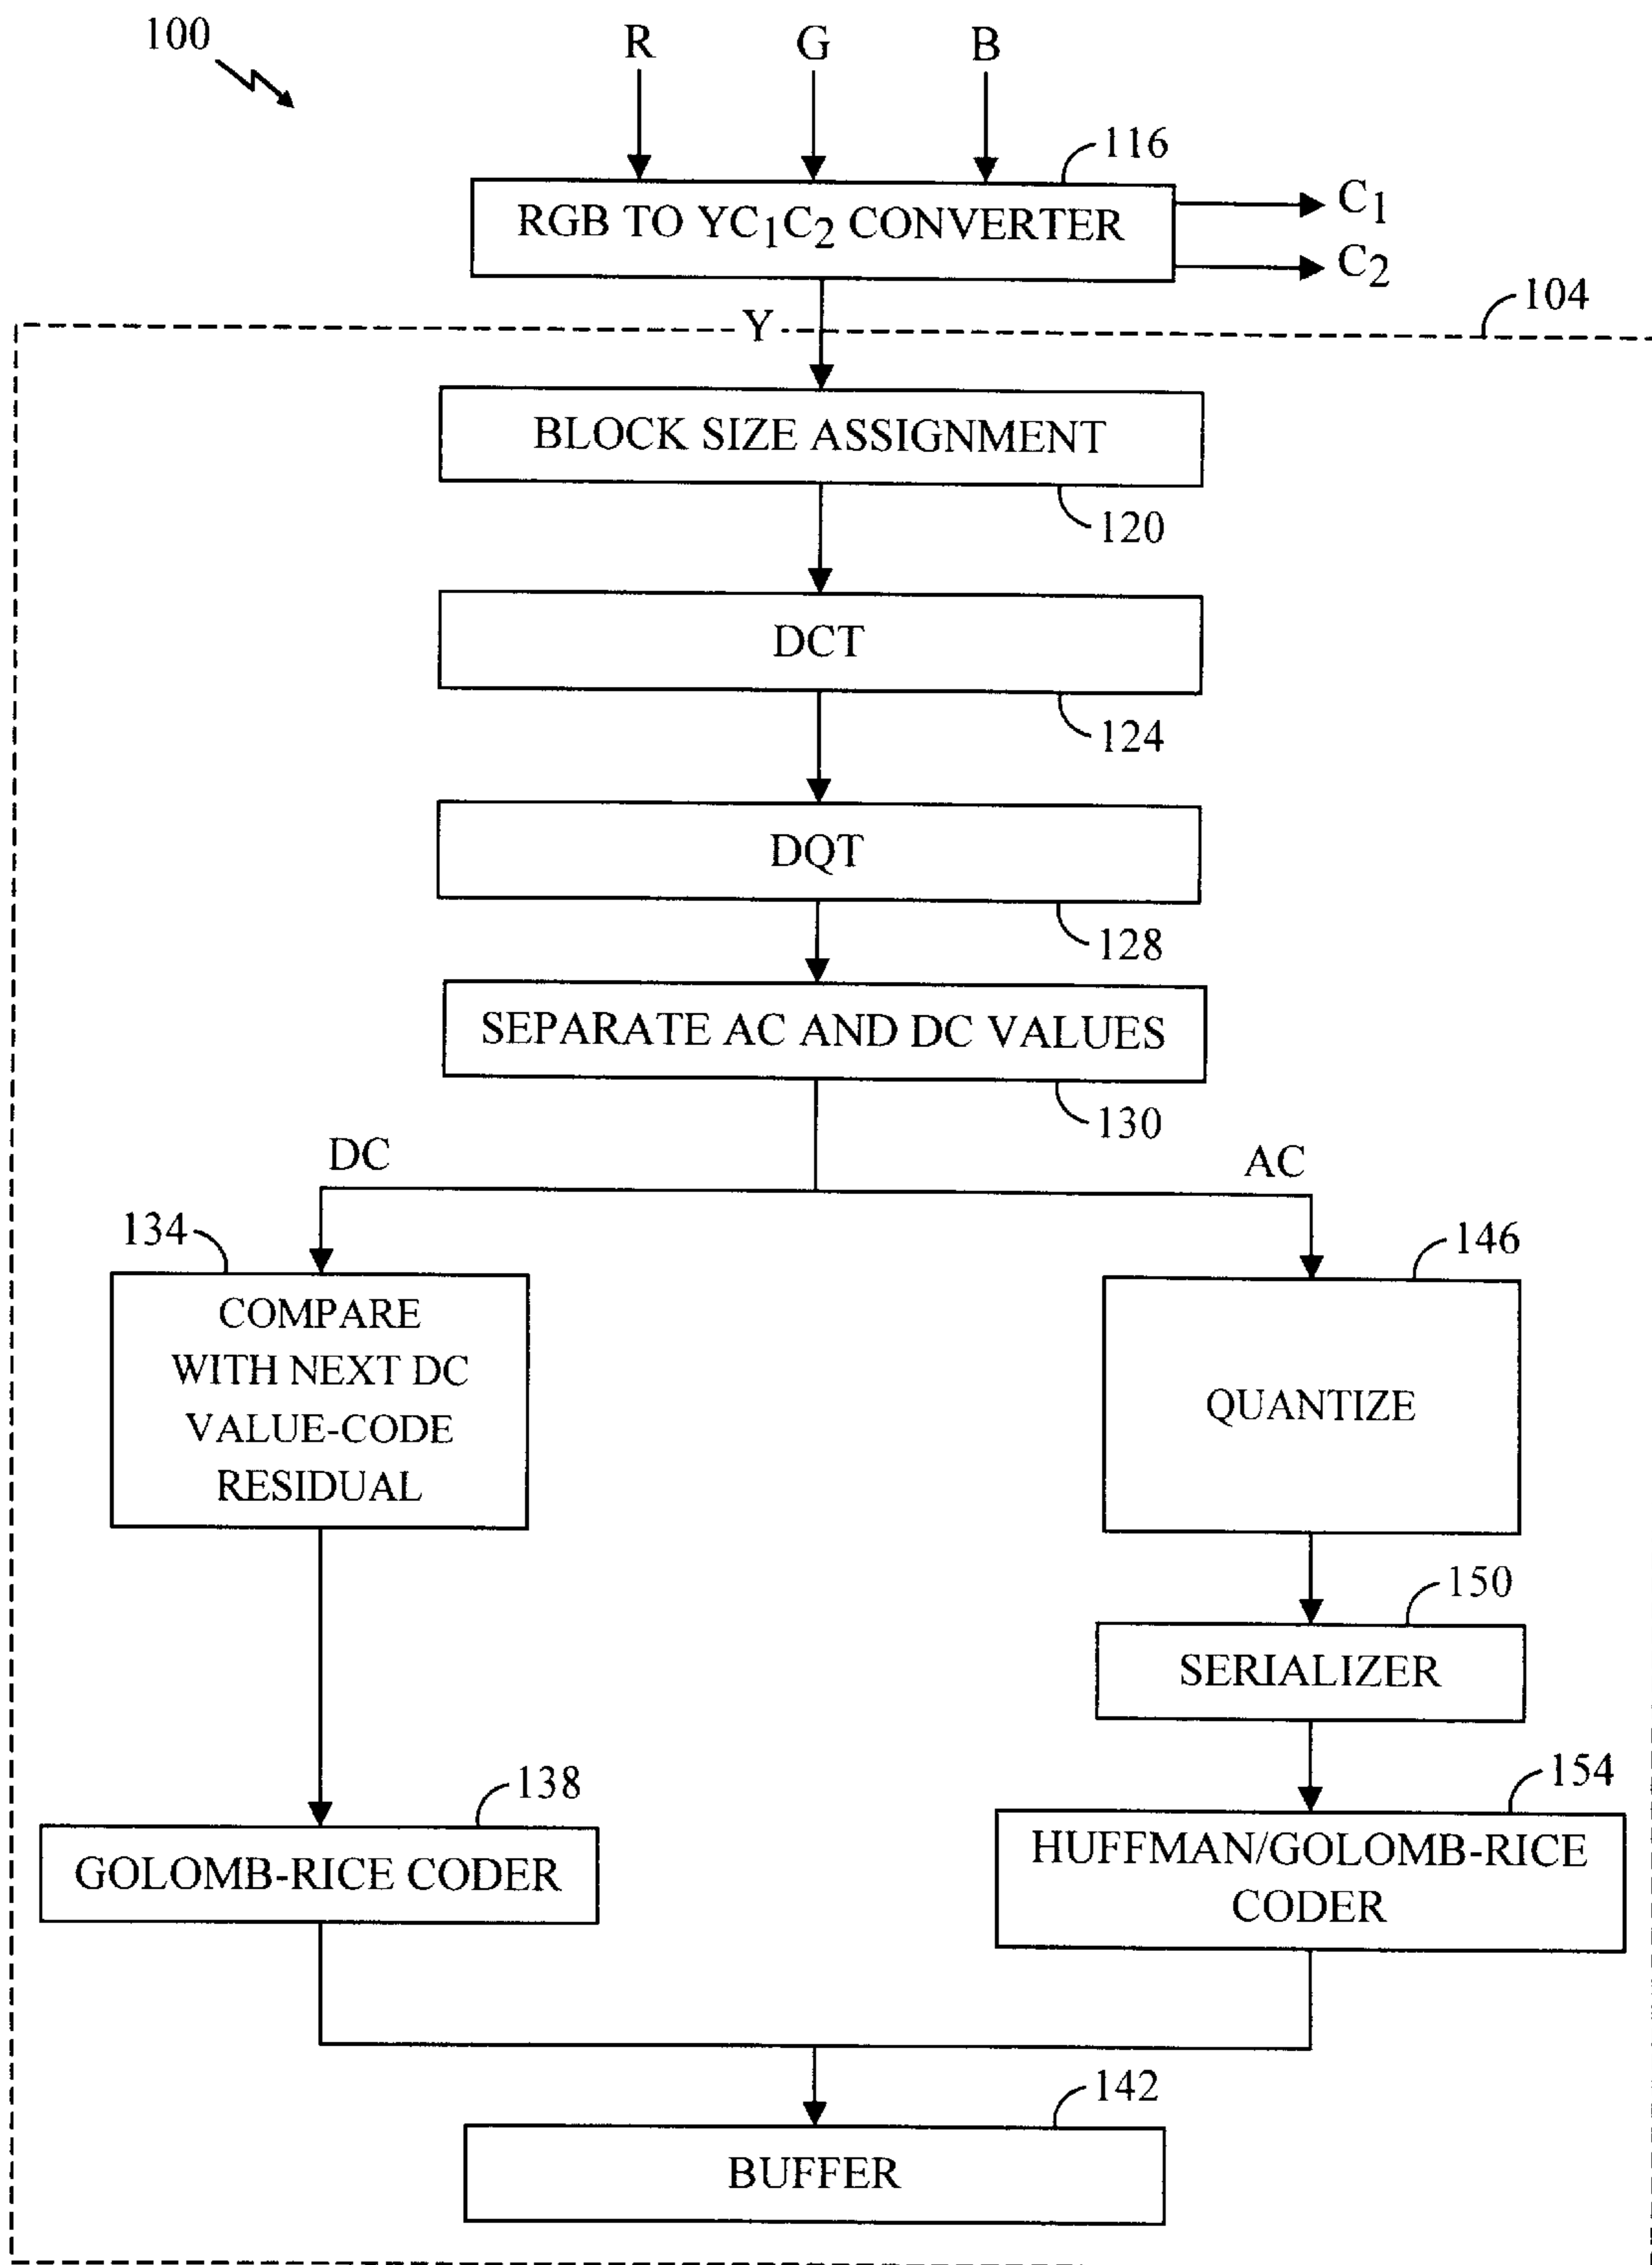 100
R G B
116
RGB TO YC1C2 CONVERTER
C1
C2
104
Y
BLOCK SIZE ASSIGNMENT
120
DCT
124
DQT
128
SEPARATE AC AND DC VALUES
130
DC
AC
134
146
COMPARE
WITH NEXT DC
VALUE-CODE
RESIDUAL
QUANTIZE
150
SERIALIZER
138
154
GOLOMB-RICE CODER
HUFFMAN/GOLOMB-RICE
CODER
142
BUFFER